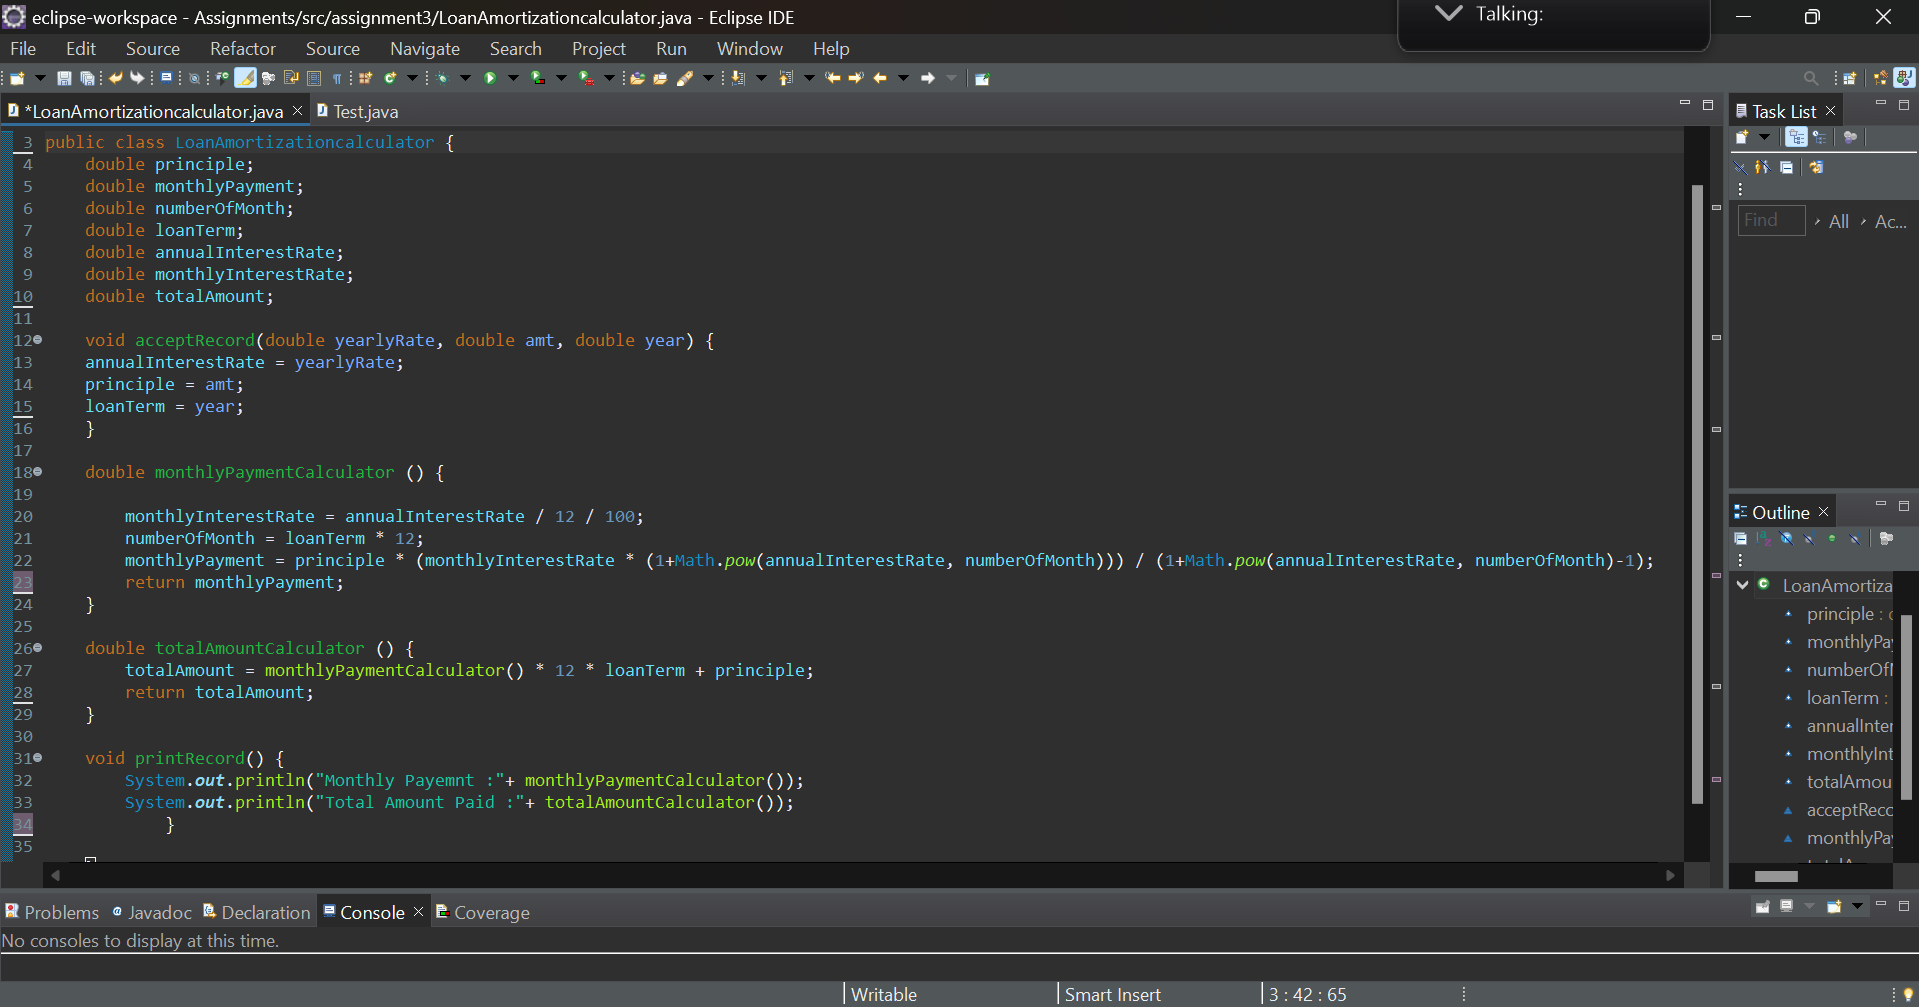 eclipse-workspace - Assignments/src/assignment3/LoanAmortizationcalculator.java - Eclipse IDE
Talking:
File Edit Source Refactor Source Navigate Search Project Run Window Help
*LoanAmortizationcalculator.java Test.java
3 public class LoanAmortizationcalculator {
4 double principle;
5 double monthlyPayment;
6 double numberOfMonth;
7 double loanTerm;
8 double annualInterestRate;
9 double monthlyInterestRate;
10 double totalAmount;
11
12 void acceptRecord(double yearlyRate, double amt, double year) {
13 annualInterestRate = yearlyRate;
14 principle = amt;
15 loanTerm = year;
16 }
17
18 double monthlyPaymentCalculator () {
19
20 monthlyInterestRate = annualInterestRate / 12 / 100;
21 numberOfMonth = loanTerm * 12;
22 monthlyPayment = principle * (monthlyInterestRate * (1+Math.pow(annualInterestRate, numberOfMonth))) / (1+Math.pow(annualInterestRate, numberOfMonth)-1);
23 return monthlyPayment;
24 }
25
26 double totalAmountCalculator () {
27 totalAmount = monthlyPaymentCalculator() * 12 * loanTerm + principle;
28 return totalAmount;
29 }
30
31 void printRecord() {
32 System.out.println("Monthly Payemnt :"+ monthlyPaymentCalculator());
33 System.out.println("Total Amount Paid :"+ totalAmountCalculator());
34 }
35
Task List
Find All Ac...
Outline
LoanAmortiza
principle :
monthlyPa
numberOf
loanTerm :
annualInter
monthlyInt
totalAmou
acceptReco
monthlyPa
Problems Javadoc Declaration Console Coverage
No consoles to display at this time.
Writable Smart Insert 3 : 42 : 65